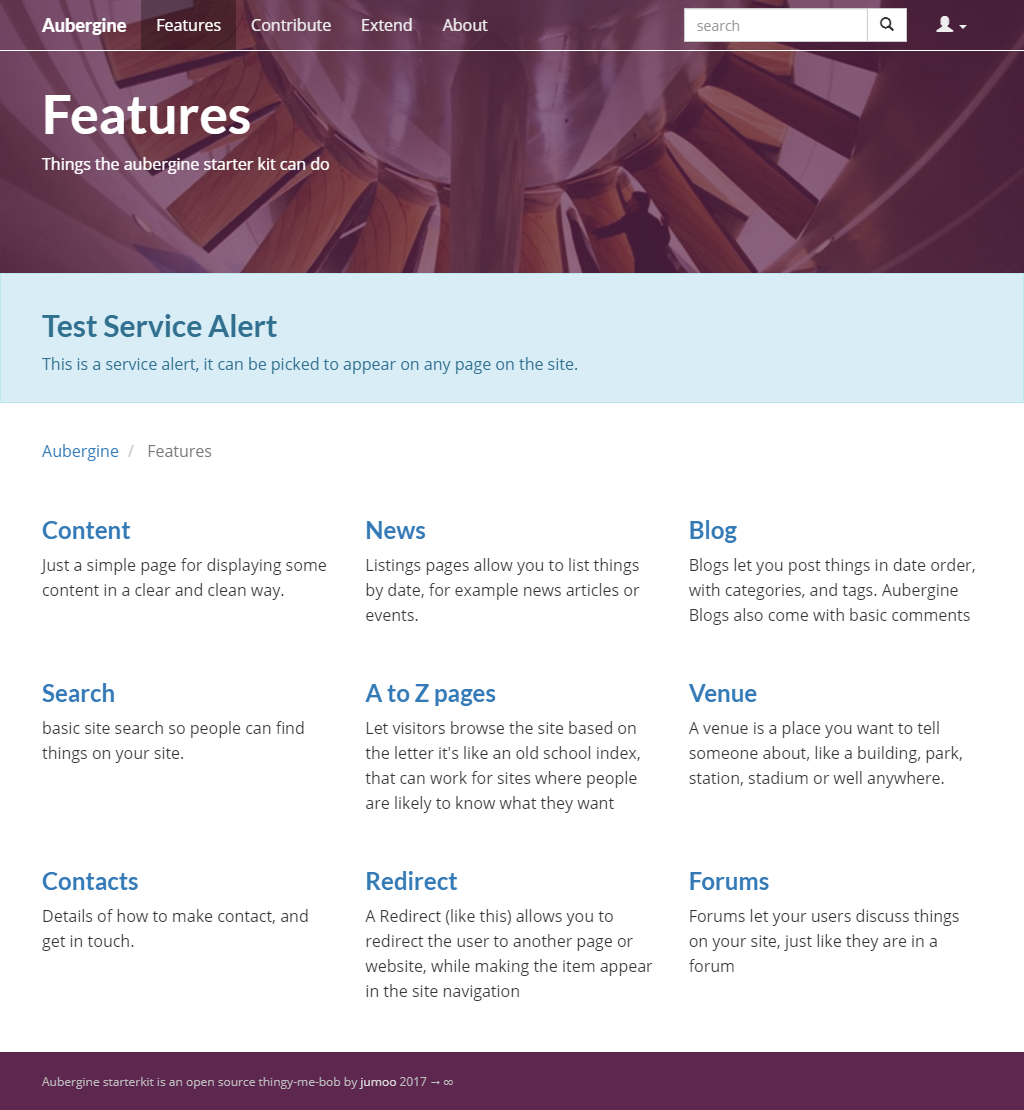 Aubergine Features Contribute Extend About search
Features
Things the aubergine starter kit can do
Test Service Alert
This is a service alert, it can be picked to appear on any page on the site.
Aubergine / Features
Content
Just a simple page for displaying some
content in a clear and clean way.
News
Listings pages allow you to list things
by date, for example news articles or
events.
Blog
Blogs let you post things in date order,
with categories, and tags. Aubergine
Blogs also come with basic comments
Search
basic site search so people can find
things on your site.
A to Z pages
Let visitors browse the site based on
the letter it's like an old school index,
that can work for sites where people
are likely to know what they want
Venue
A venue is a place you want to tell
someone about, like a building, park,
station, stadium or well anywhere.
Contacts
Details of how to make contact, and
get in touch.
Redirect
A Redirect (like this) allows you to
redirect the user to another page or
website, while making the item appear
in the site navigation
Forums
Forums let your users discuss things
on your site, just like they are in a
forum
Aubergine starterkit is an open source thingy-me-bob by jumoo 2017 → ∞